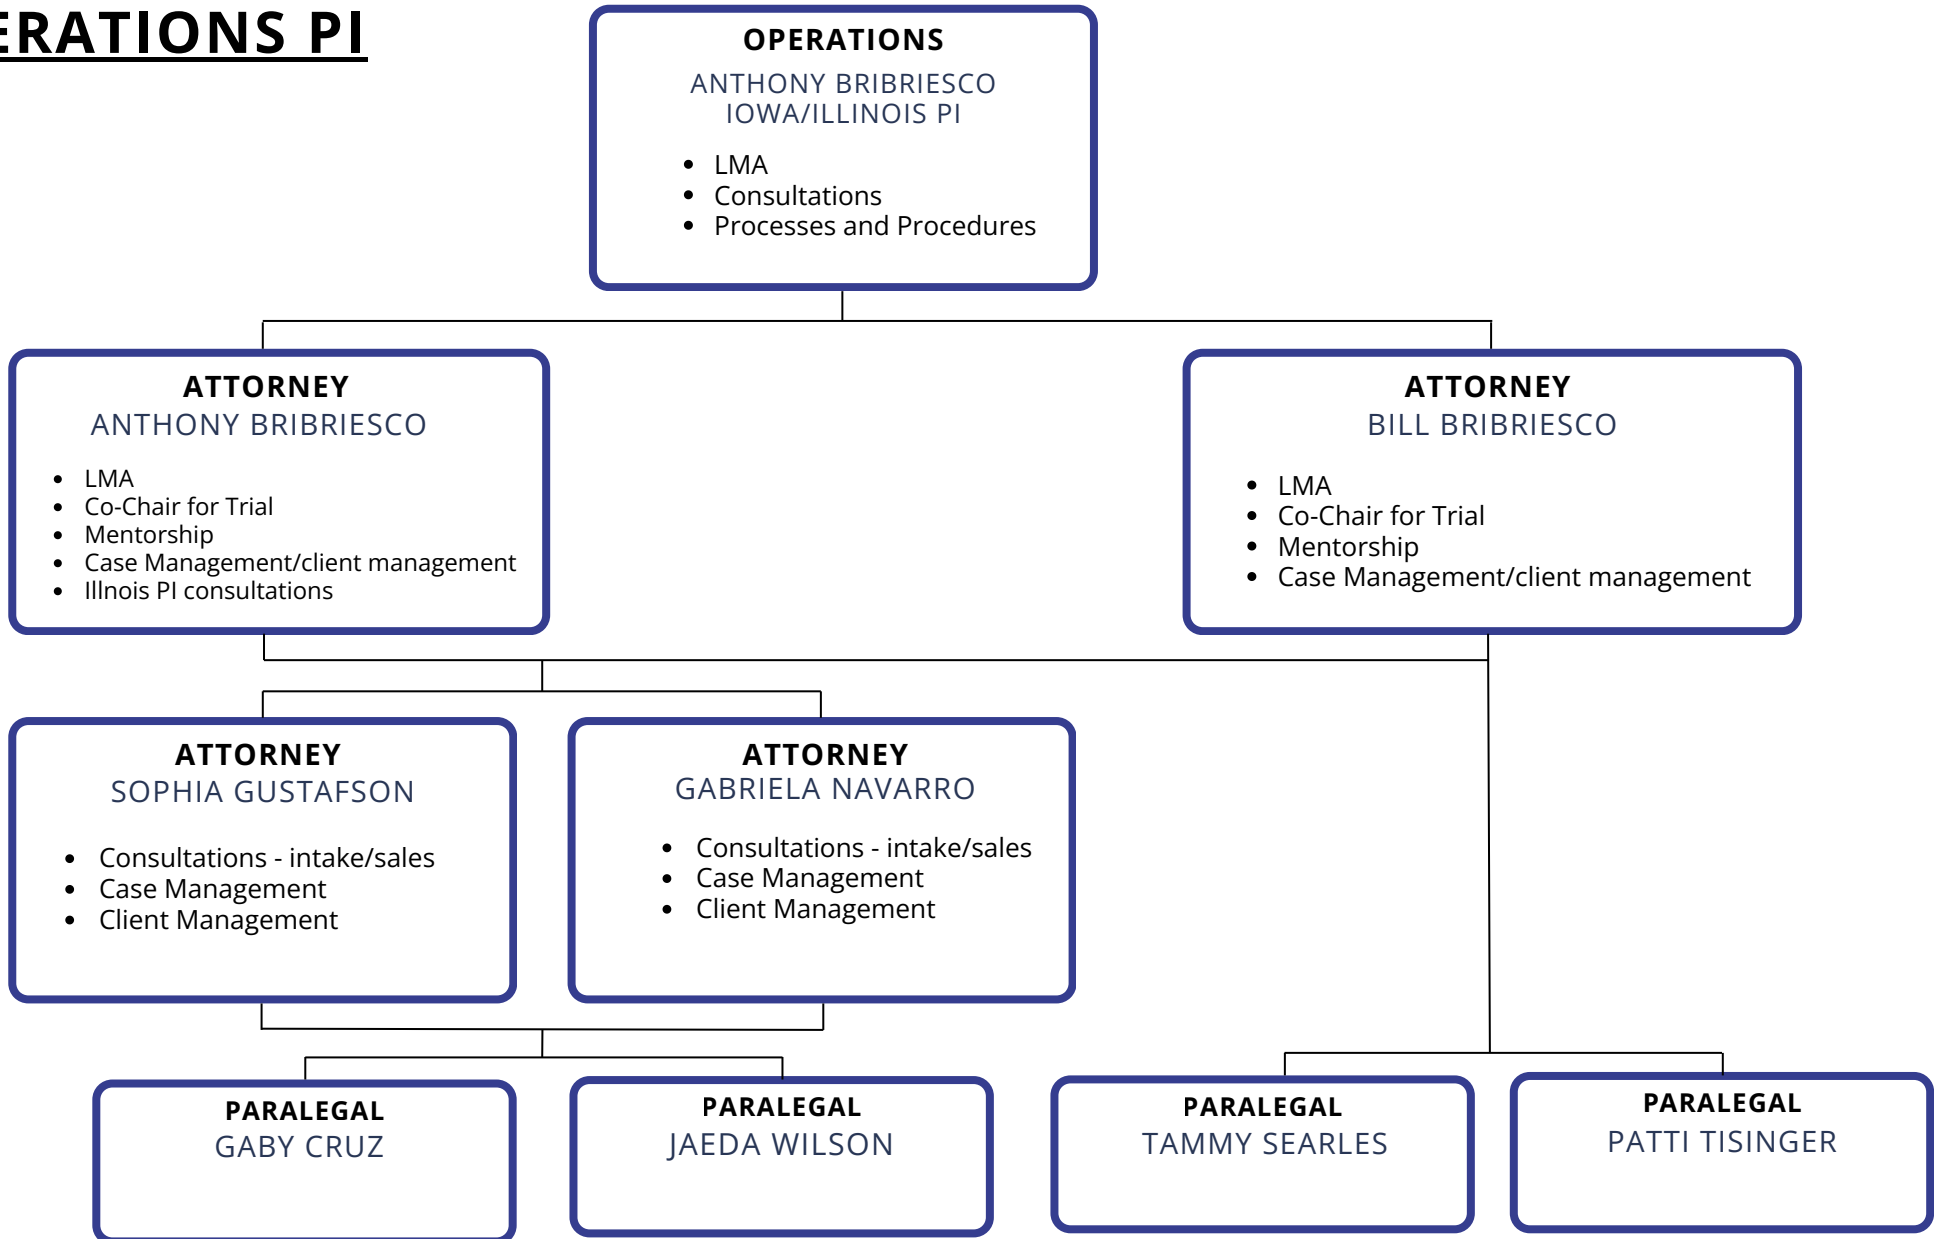 ERATIONS PI
OPERATIONS
ANTHONY BRIBRIESCO
IOWA/ILLINOIS PI
• LMA
• Consultations
• Processes and Procedures
ATTORNEY
ANTHONY BRIBRIESCO
• LMA
• Co-Chair for Trial
• Mentorship
• Case Management/client management
• Illnois PI consultations
ATTORNEY
BILL BRIBRIESCO
• LMA
• Co-Chair for Trial
• Mentorship
• Case Management/client management
ATTORNEY
SOPHIA GUSTAFSON
• Consultations - intake/sales
• Case Management
• Client Management
ATTORNEY
GABRIELA NAVARRO
• Consultations - intake/sales
• Case Management
• Client Management
PARALEGAL
GABY CRUZ
PARALEGAL
JAEDA WILSON
PARALEGAL
TAMMY SEARLES
PARALEGAL
PATTI TISINGER